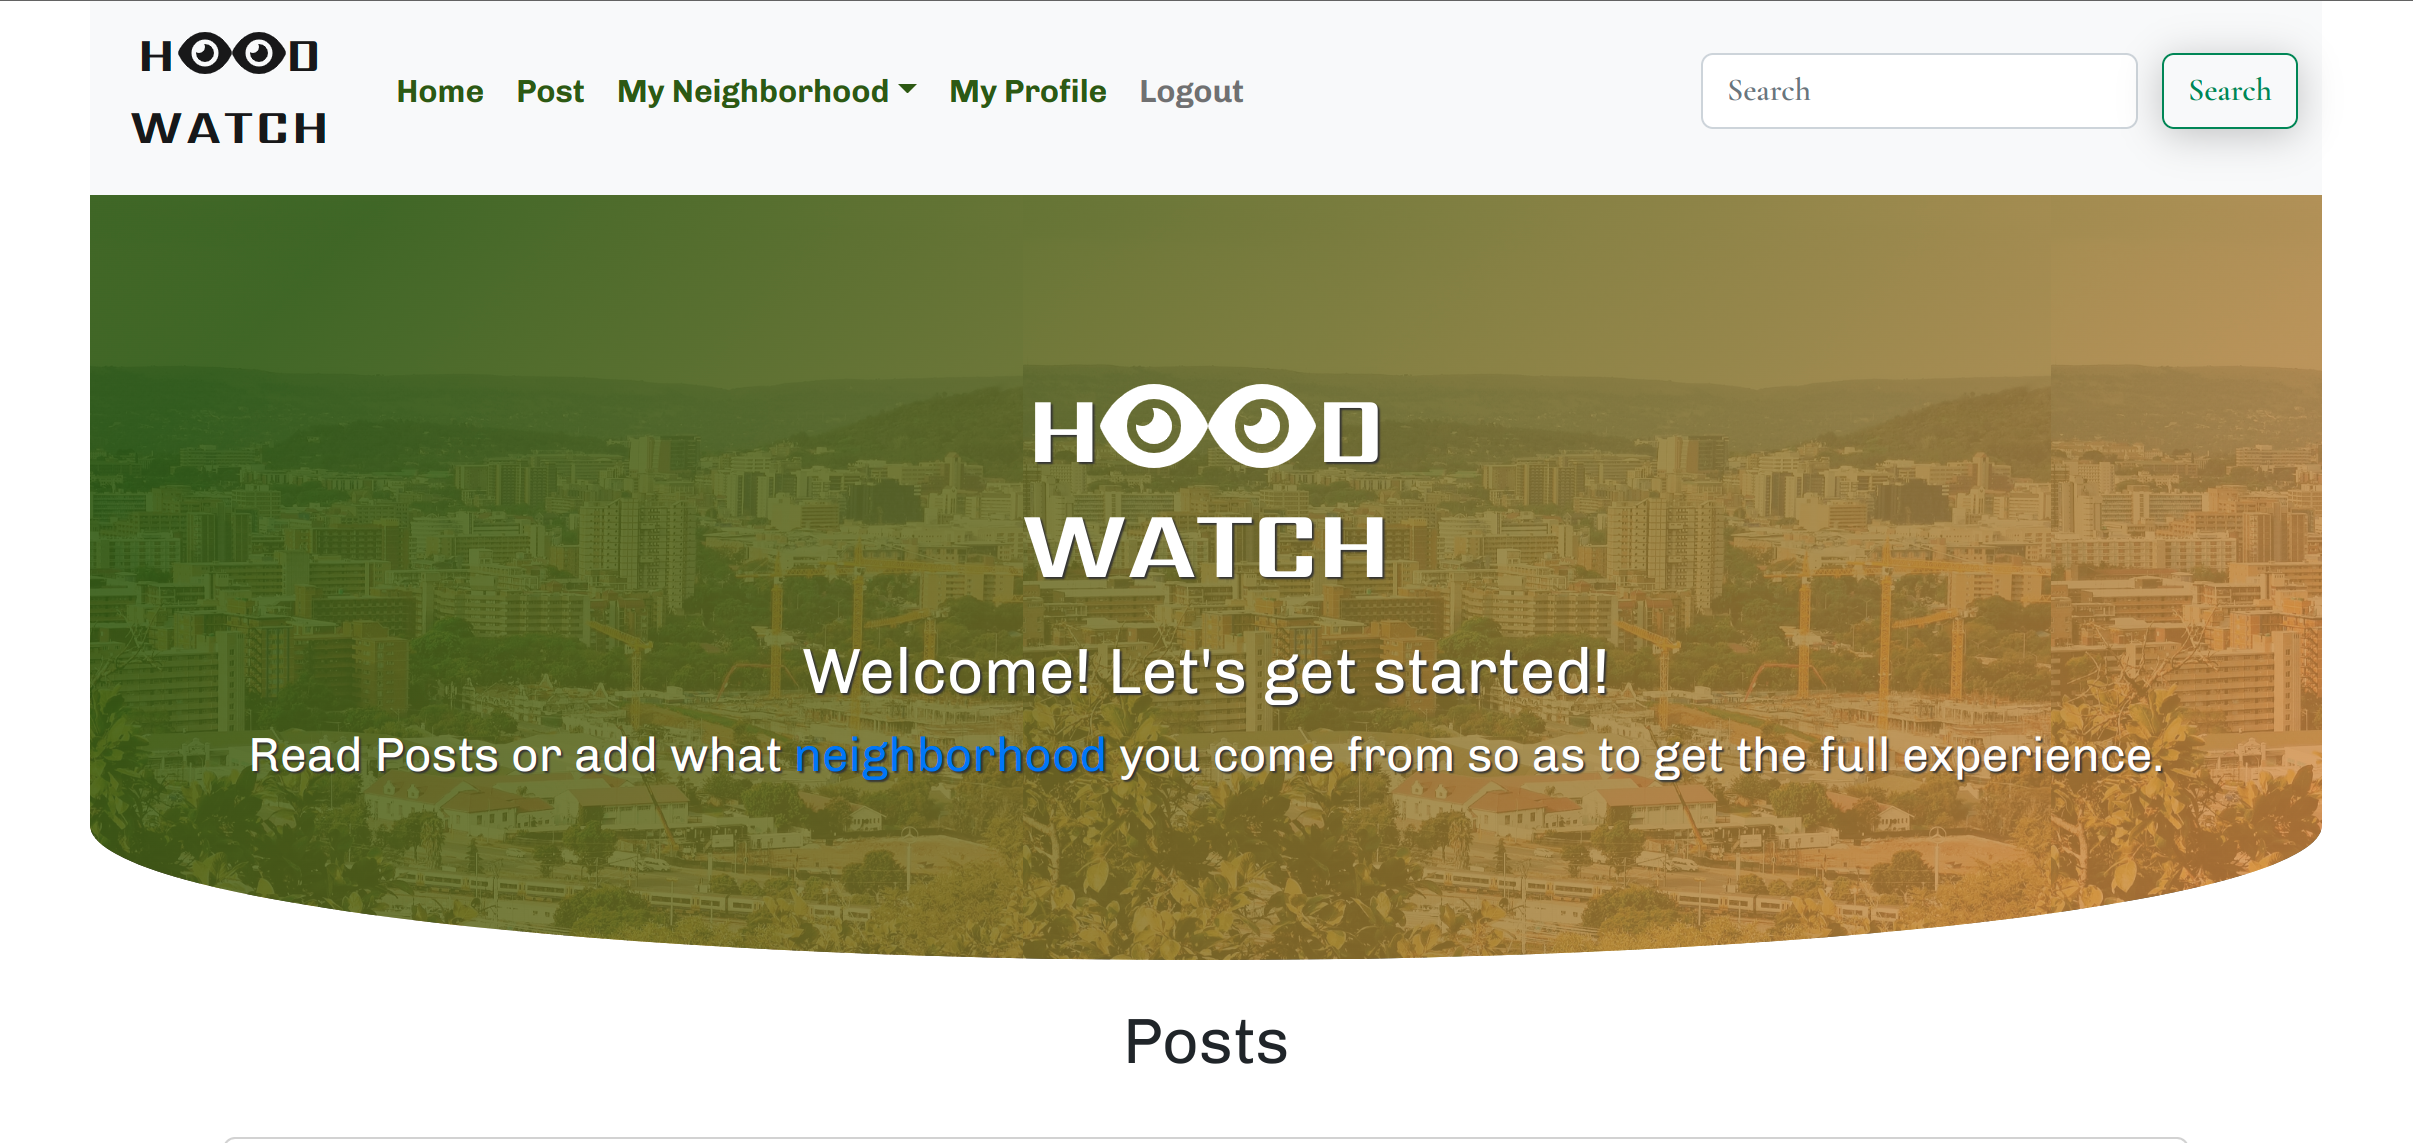 HOOD
WATCH
Home Post My Neighborhood My Profile Logout
Search Search
HOOD
WATCH
Welcome! Let's get started!
Read Posts or add what neighborhood you come from so as to get the full experience.
Posts